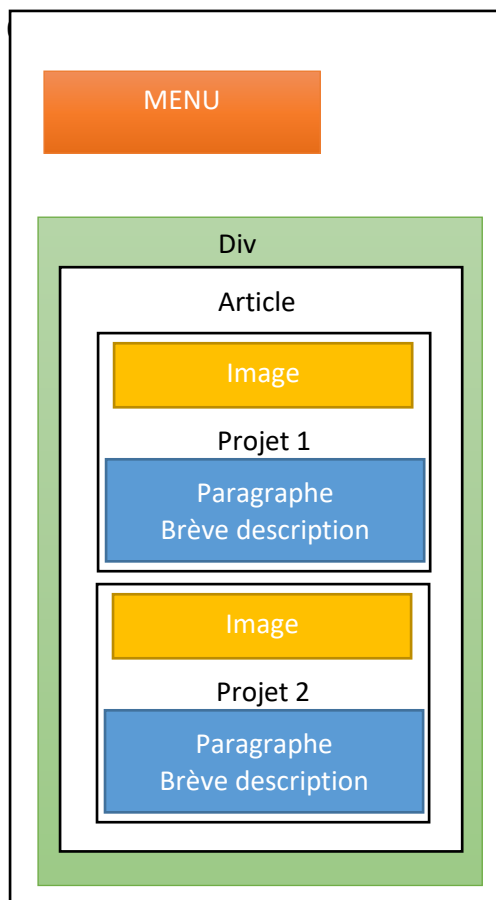 MENU
Div
Article
Image
Projet 1
Paragraphe
Brève description
Image
Projet 2
Paragraphe
Brève description